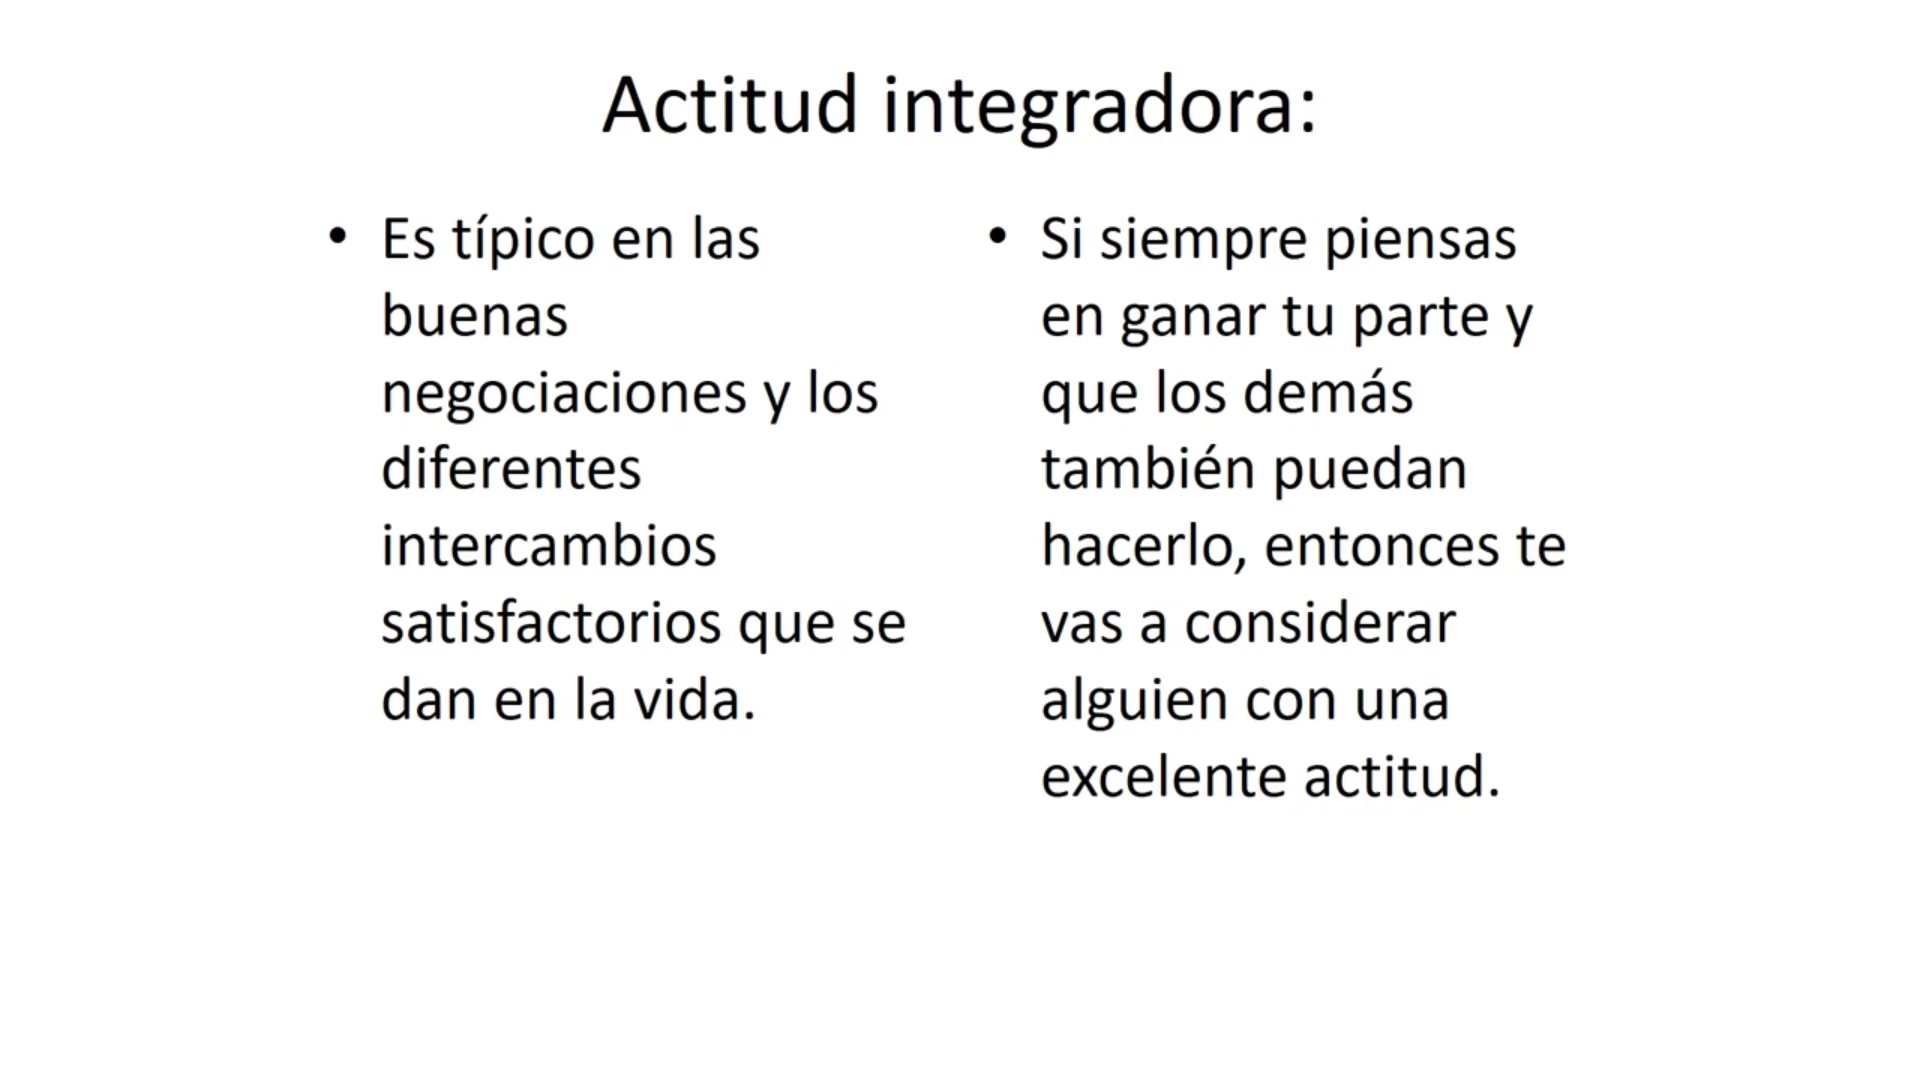 Actitud integradora:
• Es típico en las
buenas
negociaciones y los
diferentes
intercambios
satisfactorios que se
dan en la vida.
• Si siempre piensas
en ganar tu parte y
que los demás
también puedan
hacerlo, entonces te
vas a considerar
alguien con una
excelente actitud.